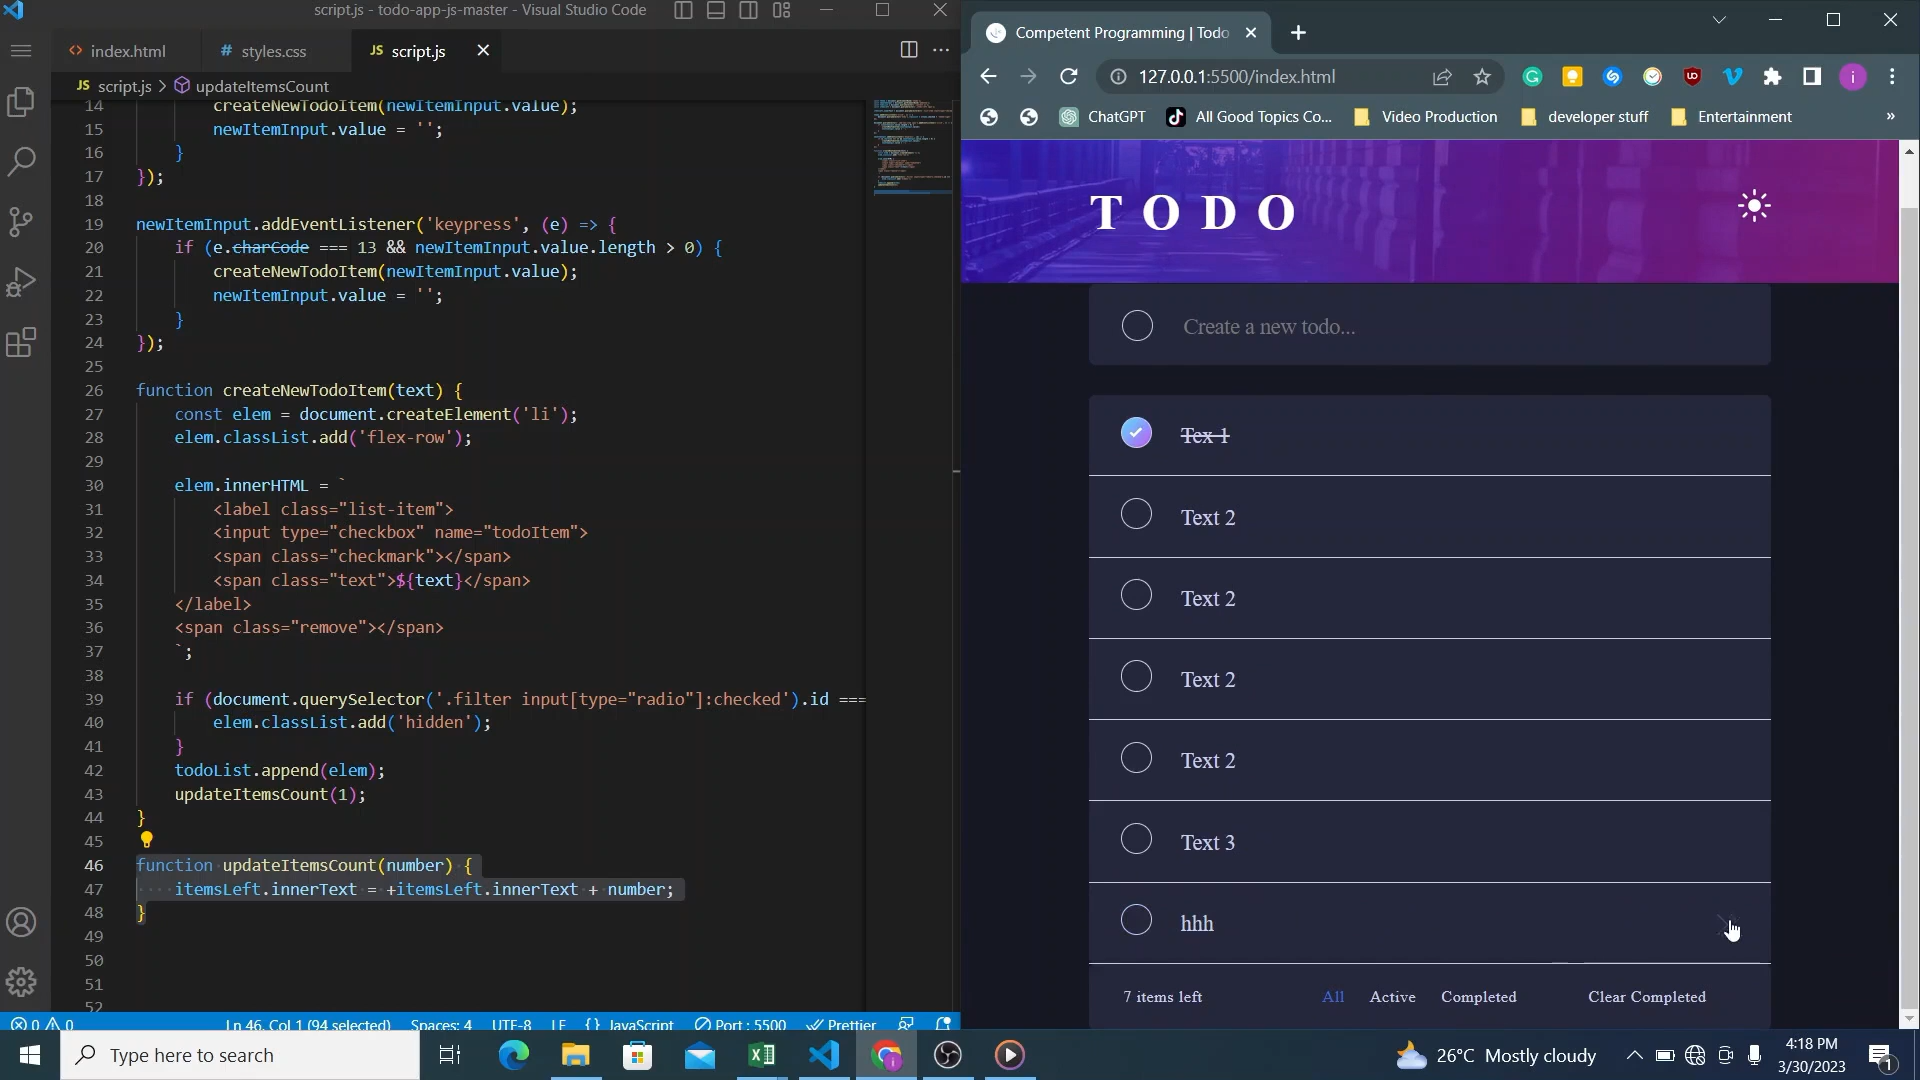 script.js - todo-app-js-master - Visual Studio Code
index.html
styles.css
script.js
script.js > updateItemsCount
14 createNewTodoItem(newItemInput.value);
15 newItemInput.value = '';
16 }
17 });
18
19 newItemInput.addEventListener('keypress', (e) => {
20 if (e.charCode === 13 && newItemInput.value.length > 0) {
21 createNewTodoItem(newItemInput.value);
22 newItemInput.value = '';
23 }
24 });
25
26 function createNewTodoItem(text) {
27 const elem = document.createElement('li');
28 elem.classList.add('flex-row');
29
30 elem.innerHTML = `
31 <label class="list-item">
32 <input type="checkbox" name="todoItem">
33 <span class="checkmark"></span>
34 <span class="text">${text}</span>
35 </label>
36 <span class="remove"></span>
37 `;
38
39 if (document.querySelector('.filter input[type="radio"]:checked').id ===
40 elem.classList.add('hidden');
41 }
42 todoList.append(elem);
43 updateItemsCount(1);
44 }
45
46 function updateItemsCount(number) {
47 itemsLeft.innerText = +itemsLeft.innerText + number;
48 }
49
50
51
52
0 0
Ln 46, Col 1 (94 selected)
Spaces: 4
UTF-8
LF
{} JavaScript
Port : 5500
Prettier
Competent Programming | Todo
127.0.0.1:5500/index.html
i
ChatGPT
All Good Topics Co...
Video Production
developer stuff
Entertainment
»
TODO
Create a new todo...
Tex 1
Text 2
Text 2
Text 2
Text 2
Text 3
hhh
7 items left
All
Active
Completed
Clear Completed
Type here to search
26°C Mostly cloudy
4:18 PM
3/30/2023
1